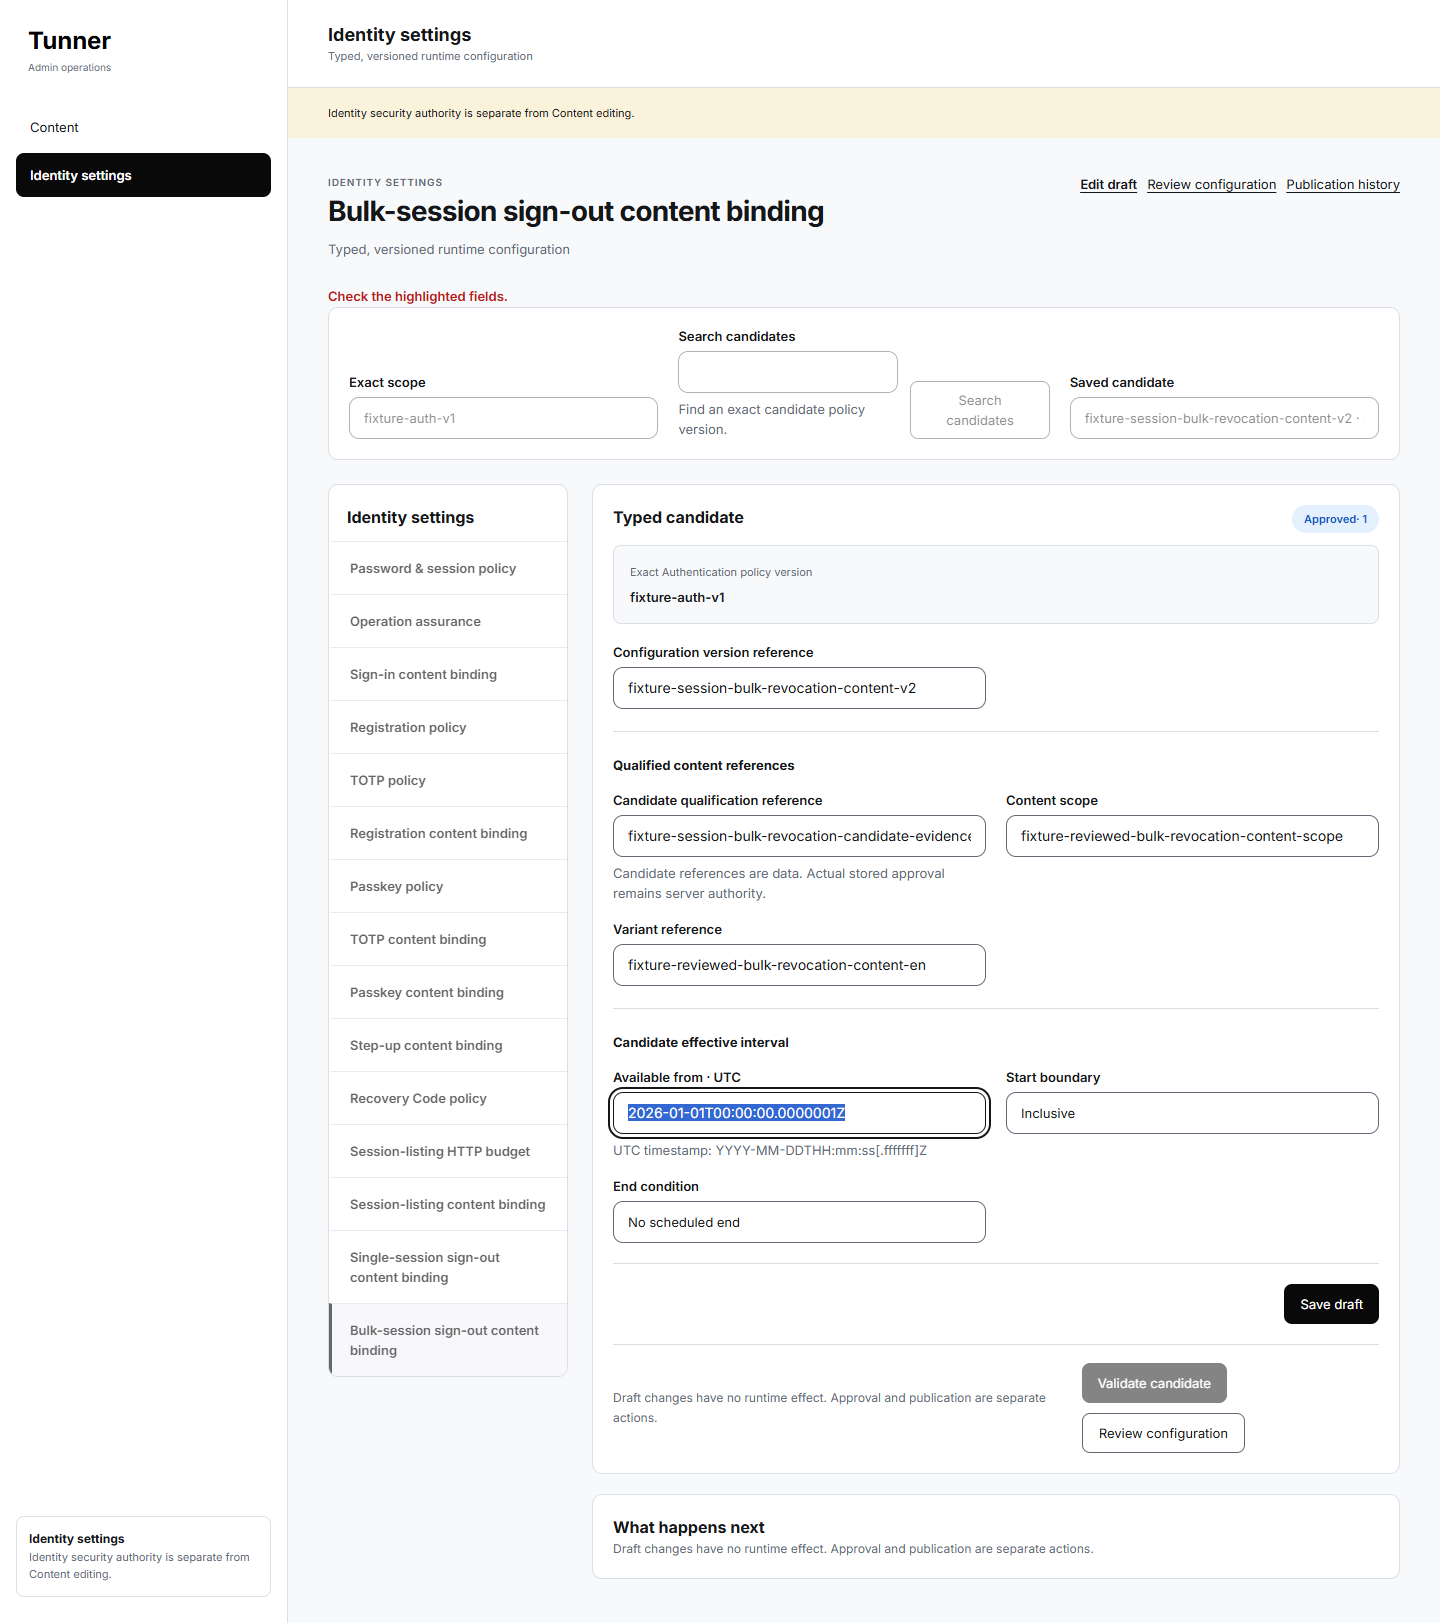 Tunner
Admin operations
Content
Identity settings
Identity settings
Identity security authority is separate from
Content editing.
Identity settings
Typed, versioned runtime configuration
Identity security authority is separate from Content editing.
IDENTITY SETTINGS
Bulk-session sign-out content binding
Typed, versioned runtime configuration
Edit draft Review configuration Publication history
Check the highlighted fields.
Exact scope
fixture-auth-v1
Search candidates
Find an exact candidate policy
version.
Search
candidates
Saved candidate
fixture-session-bulk-revocation-content-v2 ·
Identity settings
Password & session policy
Operation assurance
Sign-in content binding
Registration policy
TOTP policy
Registration content binding
Passkey policy
TOTP content binding
Passkey content binding
Step-up content binding
Recovery Code policy
Session-listing HTTP budget
Session-listing content binding
Single-session sign-out
content binding
Bulk-session sign-out content
binding
Typed candidate
Approved· 1
Exact Authentication policy version
fixture-auth-v1
Configuration version reference
fixture-session-bulk-revocation-content-v2
Qualified content references
Candidate qualification reference
fixture-session-bulk-revocation-candidate-evidence
Candidate references are data. Actual stored approval
remains server authority.
Content scope
fixture-reviewed-bulk-revocation-content-scope
Variant reference
fixture-reviewed-bulk-revocation-content-en
Candidate effective interval
Available from · UTC
2026-01-01T00:00:00.0000001Z
UTC timestamp: YYYY-MM-DDTHH:mm:ss[.fffffff]Z
Start boundary
Inclusive
End condition
No scheduled end
Save draft
Draft changes have no runtime effect. Approval and publication are separate
actions.
Validate candidate
Review configuration
What happens next
Draft changes have no runtime effect. Approval and publication are separate actions.